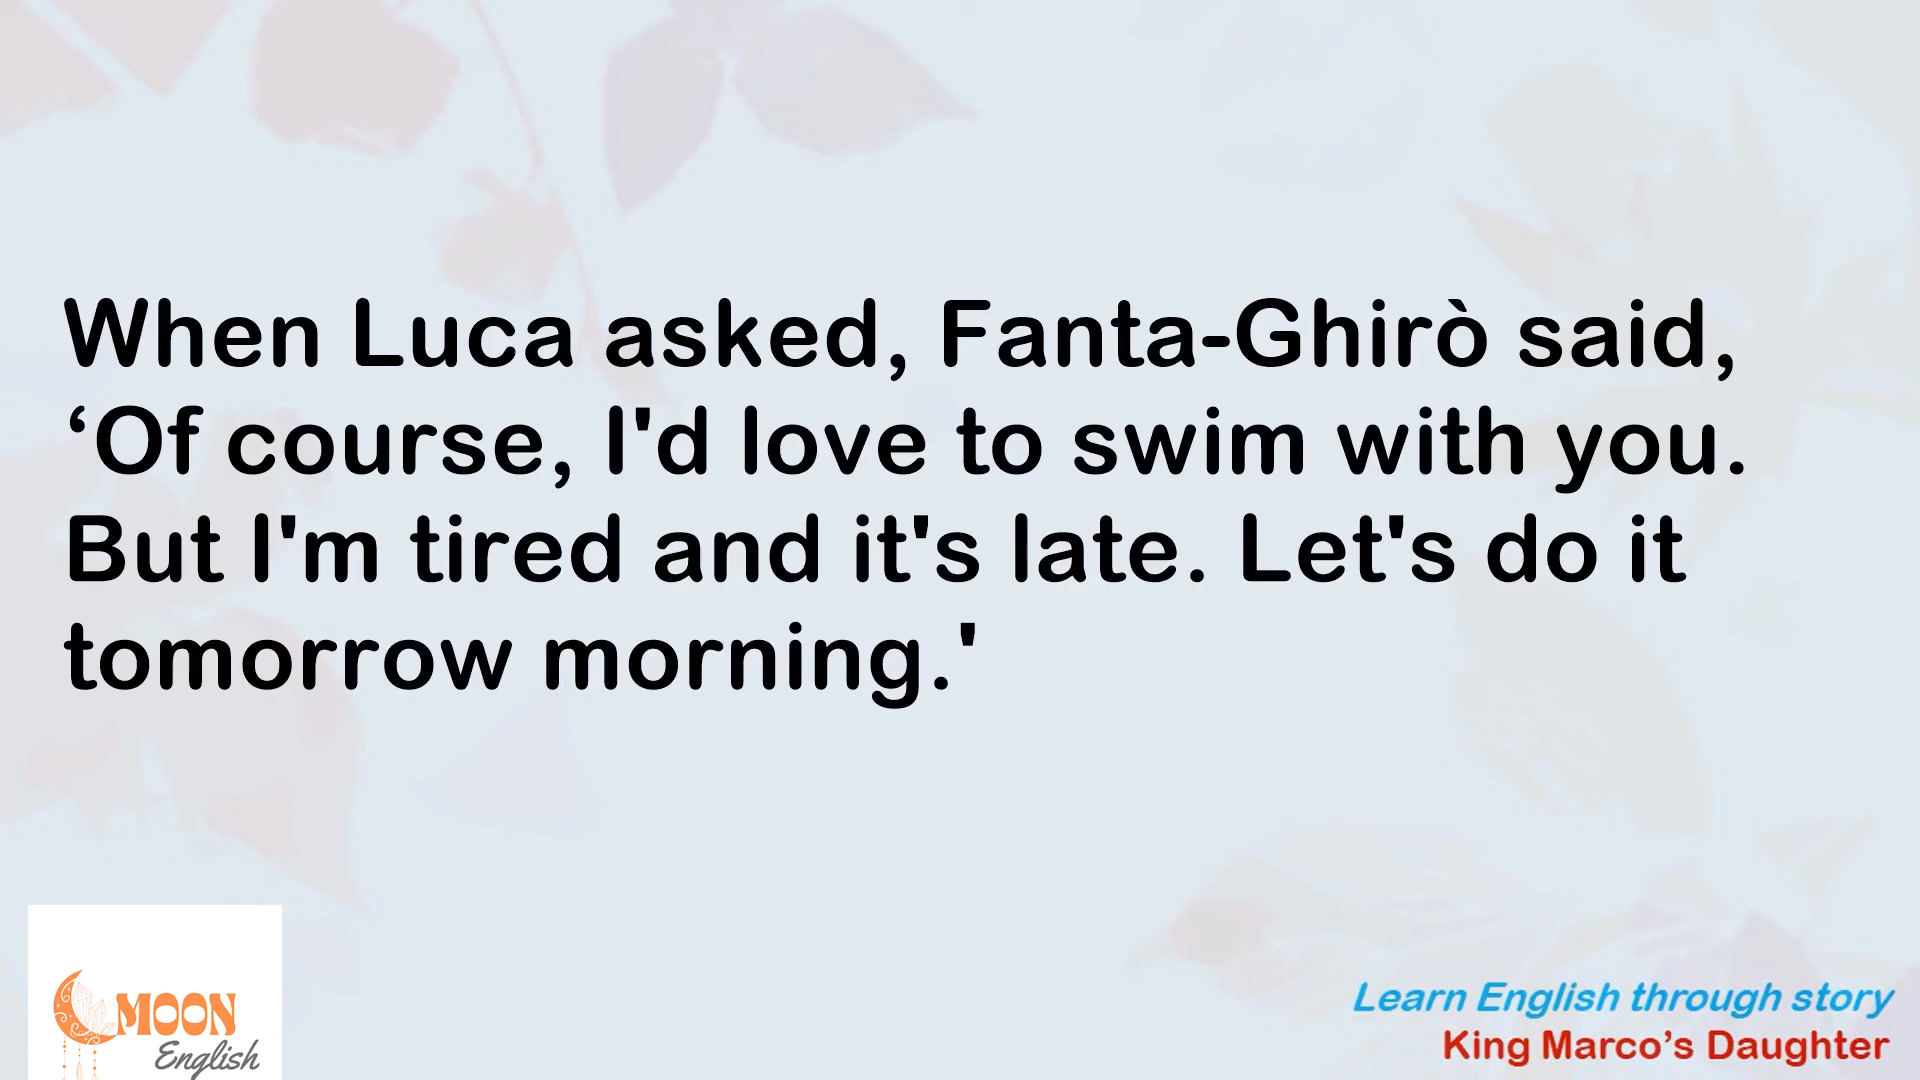 When Luca asked, Fanta-Ghirò said,
‘Of course, I'd love to swim with you.
But I'm tired and it's late. Let's do it
tomorrow morning.'
MOON
English
Learn English through story
King Marco’s Daughter